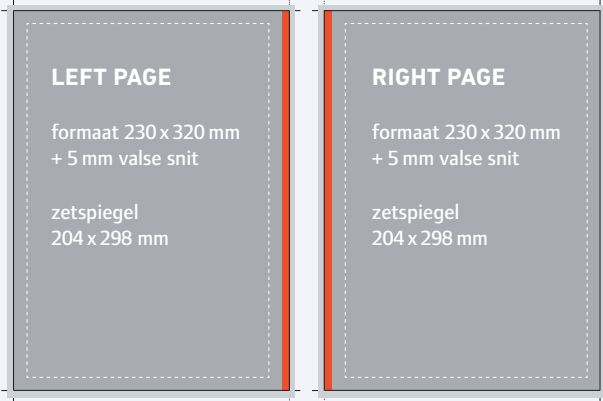 LEFT PAGE
formaat 230 x 320 mm
+ 5 mm valse snit
zetspiegel
204 x 298 mm
RIGHT PAGE
formaat 230 x 320 mm
+ 5 mm valse snit
zetspiegel
204 x 298 mm